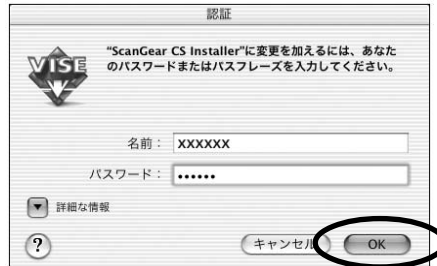 認証
VISE
"ScanGear CS Installer"に変更を加えるには、あなた
のパスワードまたはパスフレーズを入力してください。
名前： XXXXXX
パスワード： ••••••
詳細な情報
? キャンセル OK